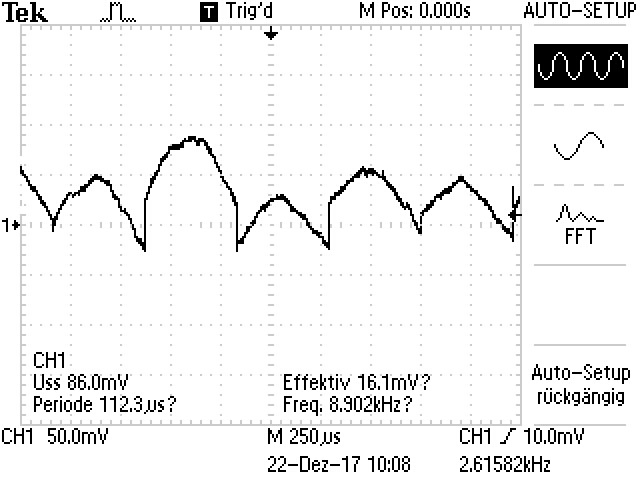 Tek T Trig'd M Pos: 0.000s AUTO-SETUP
1
FFT
CH1
Uss 86.0mV Effektiv 16.1mV?
Periode 112.3µs? Freq. 8.902kHz?
Auto-Setup
rückgängig
CH1 50.0mV M 250µs CH1 10.0mV
22-Dez-17 10:08 2.61582kHz